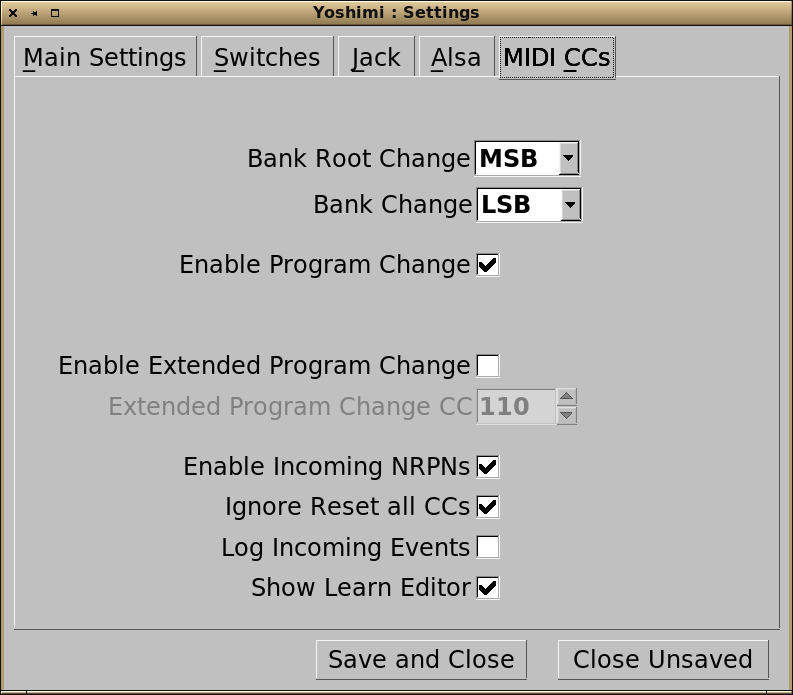 Yoshimi : Settings
Main Settings Switches Jack Alsa MIDI CCs
Bank Root Change MSB
Bank Change LSB
Enable Program Change
Enable Extended Program Change
Extended Program Change CC 110
Enable Incoming NRPNs
Ignore Reset all CCs
Log Incoming Events
Show Learn Editor
Save and Close Close Unsaved